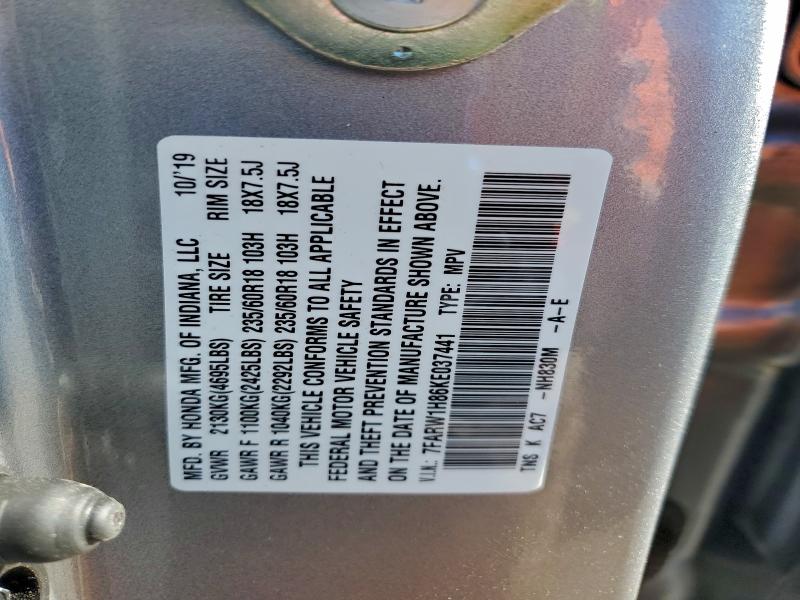 MFD. BY HONDA MFG. OF INDIANA, LLC 10/'19
GVWR 2130KG(4695LBS) TIRE SIZE RIM SIZE
GAWR F 1100KG(2425LBS) 235/60R18 103H 18X7.5J
GAWR R 1040KG(2292LBS) 235/60R18 103H 18X7.5J
THIS VEHICLE CONFORMS TO ALL APPLICABLE
FEDERAL MOTOR VEHICLE SAFETY
AND THEFT PREVENTION STANDARDS IN EFFECT
ON THE DATE OF MANUFACTURE SHOWN ABOVE.
V.I.N.: 7FARW1H86KE037441 TYPE: MPV
TNS K AC7 -NH830M -A-E